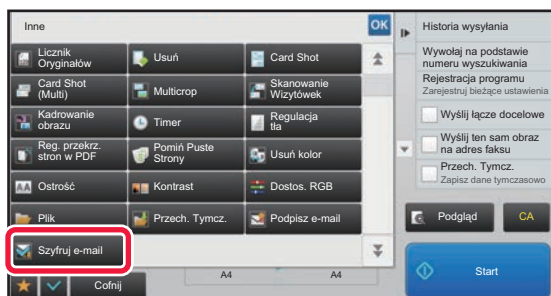 Inne
OK
Licznik
Oryginałów
Usuń
Card Shot
Card Shot
(Multi)
Multicrop
Skanowanie
Wizytówek
Kadrowanie
obrazu
Timer
Regulacja
tła
Reg. przekrz.
stron w PDF
Pomiń Puste
Strony
Usuń kolor
AA Ostrość
Kontrast
Dostos. RGB
Plik
Przech. Tymcz.
Podpisz e-mail
Szyfruj e-mail
A4
A4
Cofnij
Historia wysyłania
Wywołaj na podstawie
numeru wyszukiwania
Rejestracja programu
Zarejestruj bieżące ustawienia
Wyślij łącze docelowe
Wyślij ten sam obraz
na adres faksu
Przech. Tymcz.
Zapisz dane tymczasowo
Podgląd
CA
Start